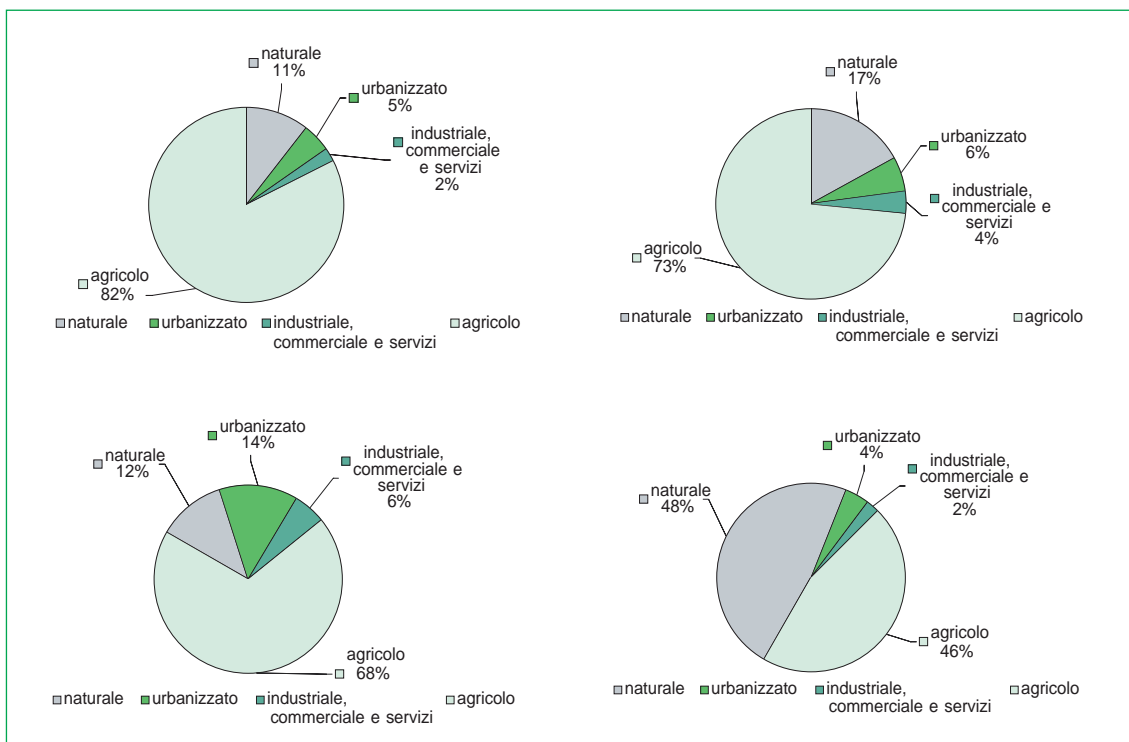 naturale
11%
urbanizzato
5%
industriale,
commerciale
e servizi
2%
agricolo
82%
naturale urbanizzato industriale, agricolo
commerciale e servizi
naturale
17%
urbanizzato
6%
industriale,
commerciale e
servizi
4%
agricolo
73%
naturale urbanizzato industriale, agricolo
commerciale e servizi
urbanizzato
14%
naturale
12%
industriale,
commerciale e
servizi
6%
agricolo
68%
naturale urbanizzato industriale, agricolo
commerciale e servizi
urbanizzato
4%
industriale,
commerciale e
servizi
2%
naturale
48%
agricolo
46%
naturale urbanizzato industriale, agricolo
commerciale e servizi